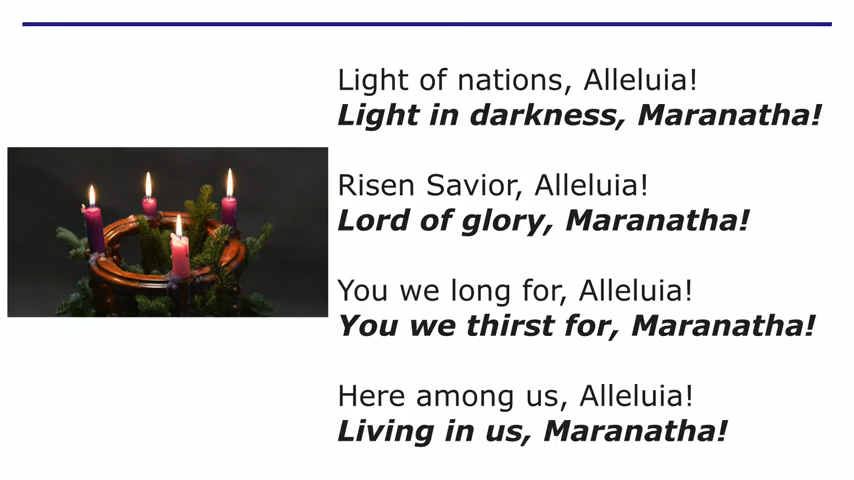 Light of nations, Alleluia!
Light in darkness, Maranatha!
Risen Savior, Alleluia!
Lord of glory, Maranatha!
You we long for, Alleluia!
You we thirst for, Maranatha!
Here among us, Alleluia!
Living in us, Maranatha!